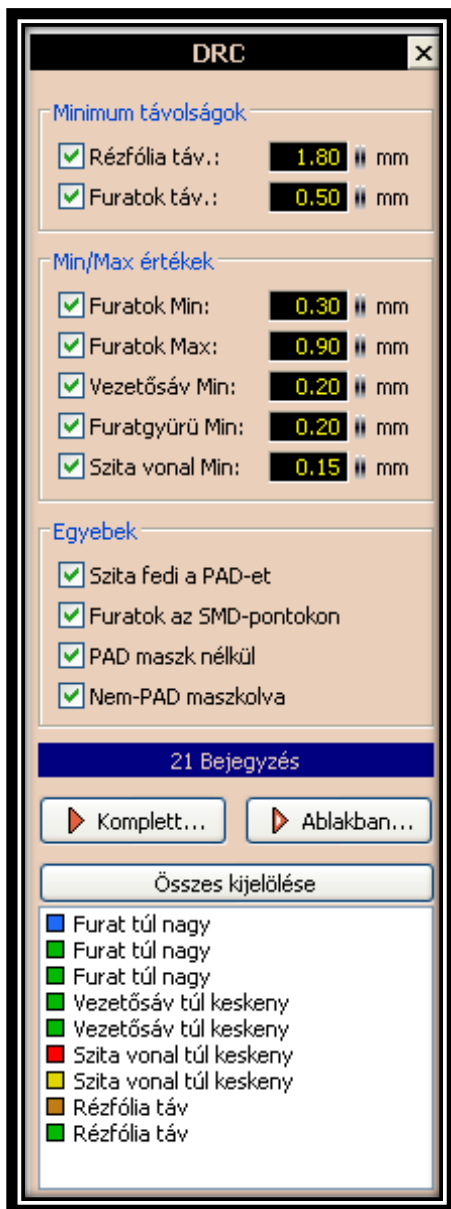 DRC
Minimum távolságok
Rézfólia táv.: 1.80 mm
Furatok táv.: 0.50 mm
Min/Max értékek
Furatok Min: 0.30 mm
Furatok Max: 0.90 mm
Vezetősáv Min: 0.20 mm
Furatgyürü Min: 0.20 mm
Szita vonal Min: 0.15 mm
Egyebek
Szita fedi a PAD-et
Furatok az SMD-pontokon
PAD maszk nélkül
Nem-PAD maszkolva
21 Bejegyzés
Komplett... Ablakban...
Összes kijelölése
Furat túl nagy
Furat túl nagy
Furat túl nagy
Vezetősáv túl keskeny
Vezetősáv túl keskeny
Szita vonal túl keskeny
Szita vonal túl keskeny
Rézfólia táv
Rézfólia táv